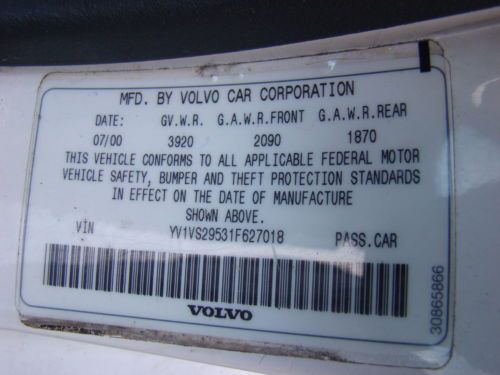 MFD. BY VOLVO CAR CORPORATION
DATE: GV.W.R. G.A.W.R.FRONT G.A.W.R.REAR
07/00 3920 2090 1870
THIS VEHICLE CONFORMS TO ALL APPLICABLE FEDERAL MOTOR
VEHICLE SAFETY, BUMPER AND THEFT PROTECTION STANDARDS
IN EFFECT ON THE DATE OF MANUFACTURE
SHOWN ABOVE.
VIN YV1VS29531F627018 PASS.CAR
VOLVO
30865866